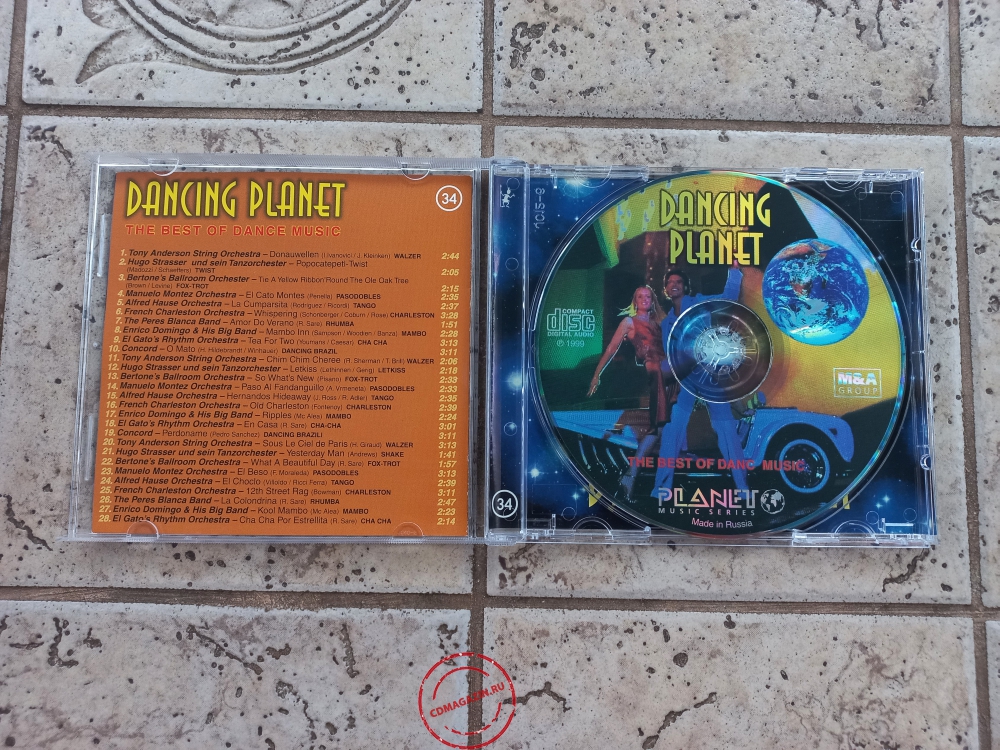 DANCING PLANET
34
THE BEST OF DANCE MUSIC
1. Tony Anderson String Orchestra – Donauwellen (I.Ivanovici / J. Kleinken) WALZER 2:44
2. Hugo Strasser und sein Tanzorchester – Popocatepetl-Twist
(Madozzi / Schaeffers) TWIST 2:05
3. Bertone's Ballroom Orchester – Tie A Yellow Ribbon 'Round The Ole Oak Tree
(Brown / Lavine) FOX-TROT 2:15
4. Manuelo Montez Orchestra – El Cato Montes (Penella) PASODOBLES 2:35
5. Alfred Hause Orchestra – La Cumparsita (Rodriguez / Ricordi) TANGO 2:37
6. French Charleston Orchestra – Whispering (Schonberger / Coburn / Rose) CHARLESTON 3:28
7. The Peres Blanca Band – Amor Do Verano (R. Sare) RHUMBA 1:51
8. Enrico Domingo & His Big Band – Mambo Inn (Sampson / Woodlen / Danza) MAMBO 2:28
9. El Gato's Rhythm Orchestra – Tea For Two (Youmans / Caesar) CHA CHA 3:13
10. Concord – O Mato (H. Hildebrandt / Winhauer) DANCING BRAZIL 3:11
11. Tony Anderson String Orchestra – Chim Chim Cheree (R. Sherman / T. Boll) WALZER 2:06
12. Hugo Strasser und sein Tanzorchester – Letkiss (Lethinnen / Gerig) LETKISS 2:18
13. Bertone's Ballroom Orchestra – So What's New (Pisano) FOX-TROT 2:39
14. Manuelo Montez Orchestra – Paso Al Fandanguillo (A. Vrmeneta) PASODOBLES 2:33
15. Alfred Hause Orchestra – Hernandos Hideaway (J. Ross / R. Adler) TANGO 2:35
16. French Charleston Orchestra – Old Charleston (Fontenoy) CHARLESTON 2:39
17. Enrico Domingo & His Big Band – Ripples (Mc Alea) MAMBO 2:24
18. El Gato's Rhythm Orchestra – En Casa (R. Sare) CHA CHA 3:01
19. Concord – Perdoname (Pedro Sanchez) DANCING BRAZILI 3:11
20. Tony Anderson String Orchestra – Sous Le Ciel de Paris (H. Giraud) WALZER 3:13
21. Hugo Strasser und sein Tanzorchester – Yesterday Man (Andrews) SHAKE 1:41
22. Bertone's Ballroom Orchestra – What A Beautiful Day (R. Sare) FOX-TROT 1:57
23. Manuelo Montez Orchestra – El Beso (F. Moraleda) PASODOBLES 3:13
24. Alfred Hause Orchestra – El Choclo (Villoldo / Ricci Ferra) TANGO 2:39
25. French Charleston Orchestra – 12th Street Rag (Bowman) CHARLESTON 3:11
26. The Peres Blanca Band – La Colondrina (R. Sare) RHUMBA 2:47
27. Enrico Domingo & His Big Band – Kool Mambo (Mc Alea) MAMBO 2:23
28. El Gato's Rhythm Orchestra – Cha Cha Por Estrellita (R. Sare) CHA CHA 2:14
DANCING
PLANET
COMPACT
disc
DIGITAL AUDIO
℗ 1999
M&A
GROUP
THE BEST OF DANC MUSIC
PLANET
MUSIC SERIES
Made in Russia
34
CDMAGAZIN.RU